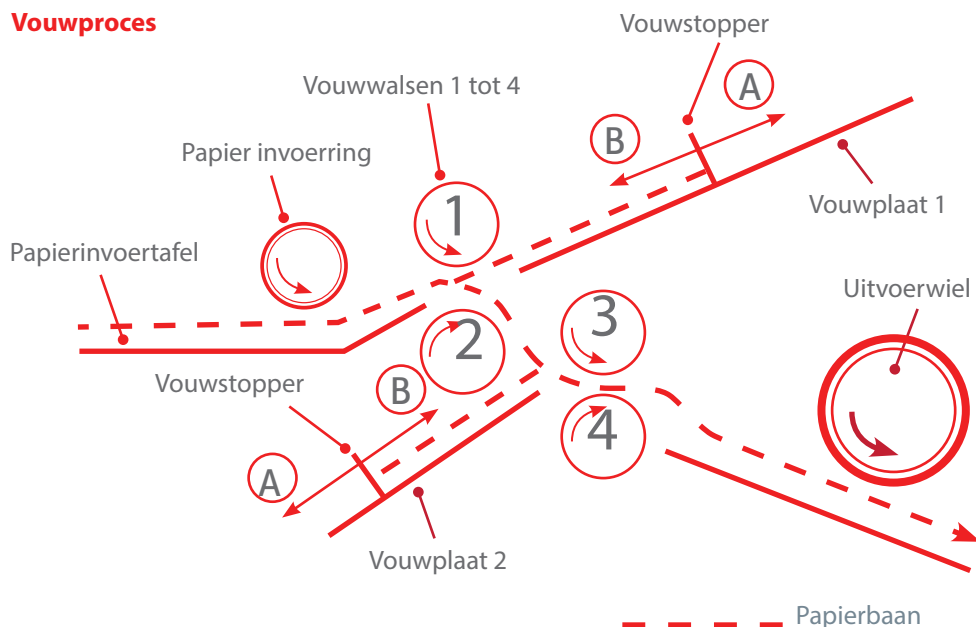 Vouwproces
Vouwstopper
Vouwwalsen 1 tot 4
A
B
Papier invoerring
1
Vouwplaat 1
Papierinvoertafel
Uitvoerwiel
3
2
Vouwstopper
B
4
A
Vouwplaat 2
Papierbaan